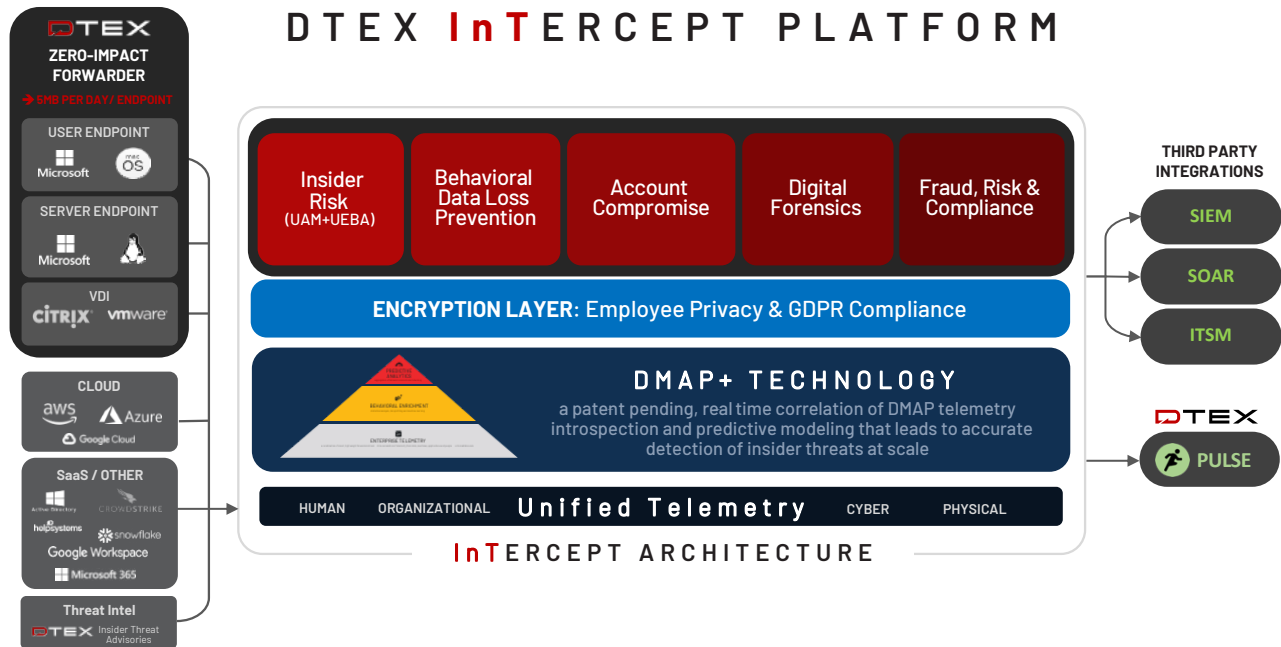 DTEX InTERCEPT PLATFORM
DTEX
ZERO-IMPACT
FORWARDER
→ 5MB PER DAY/ ENDPOINT
USER ENDPOINT
Microsoft
mac
OS
SERVER ENDPOINT
Microsoft
VDI
citrix
vmware
CLOUD
aws
Azure
Google Cloud
SaaS / OTHER
Active Directory
CROWDSTRIKE
helpsystems
snowflake
Google Workspace
Microsoft 365
Threat Intel
DTEX
Insider Threat
Advisories
Insider
Risk
(UAM+UEBA)
Behavioral
Data Loss
Prevention
Account
Compromise
Digital
Forensics
Fraud, Risk &
Compliance
ENCRYPTION LAYER: Employee Privacy & GDPR Compliance
PREDICTIVE
ANALYTICS
BEHAVIORAL ENRICHMENT
ENTERPRISE TELEMETRY
DMAP+ TECHNOLOGY
a patent pending, real time correlation of DMAP telemetry
introspection and predictive modeling that leads to accurate
detection of insider threats at scale
HUMAN ORGANIZATIONAL Unified Telemetry CYBER PHYSICAL
InTERCEPT ARCHITECTURE
THIRD PARTY
INTEGRATIONS
SIEM
SOAR
ITSM
DTEX
PULSE